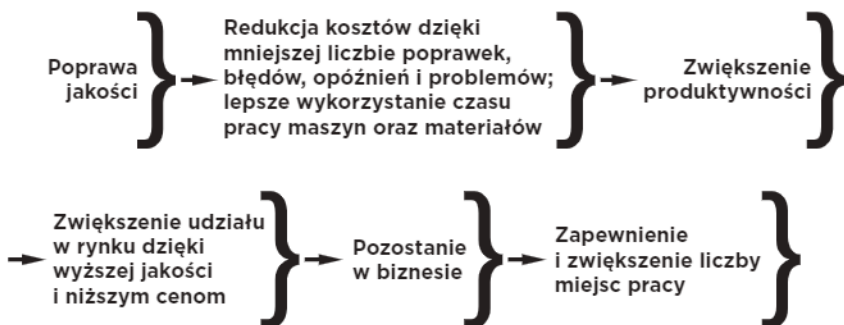 Poprawa
jakości
Redukcja kosztów dzięki
mniejszej liczbie poprawek,
błędów, opóźnień i problemów;
lepsze wykorzystanie czasu
pracy maszyn oraz materiałów
Zwiększenie
produktywności
Zwiększenie udziału
w rynku dzięki
wyższej jakości
i niższym cenom
Pozostanie
w biznesie
Zapewnienie
i zwiększenie liczby
miejsc pracy